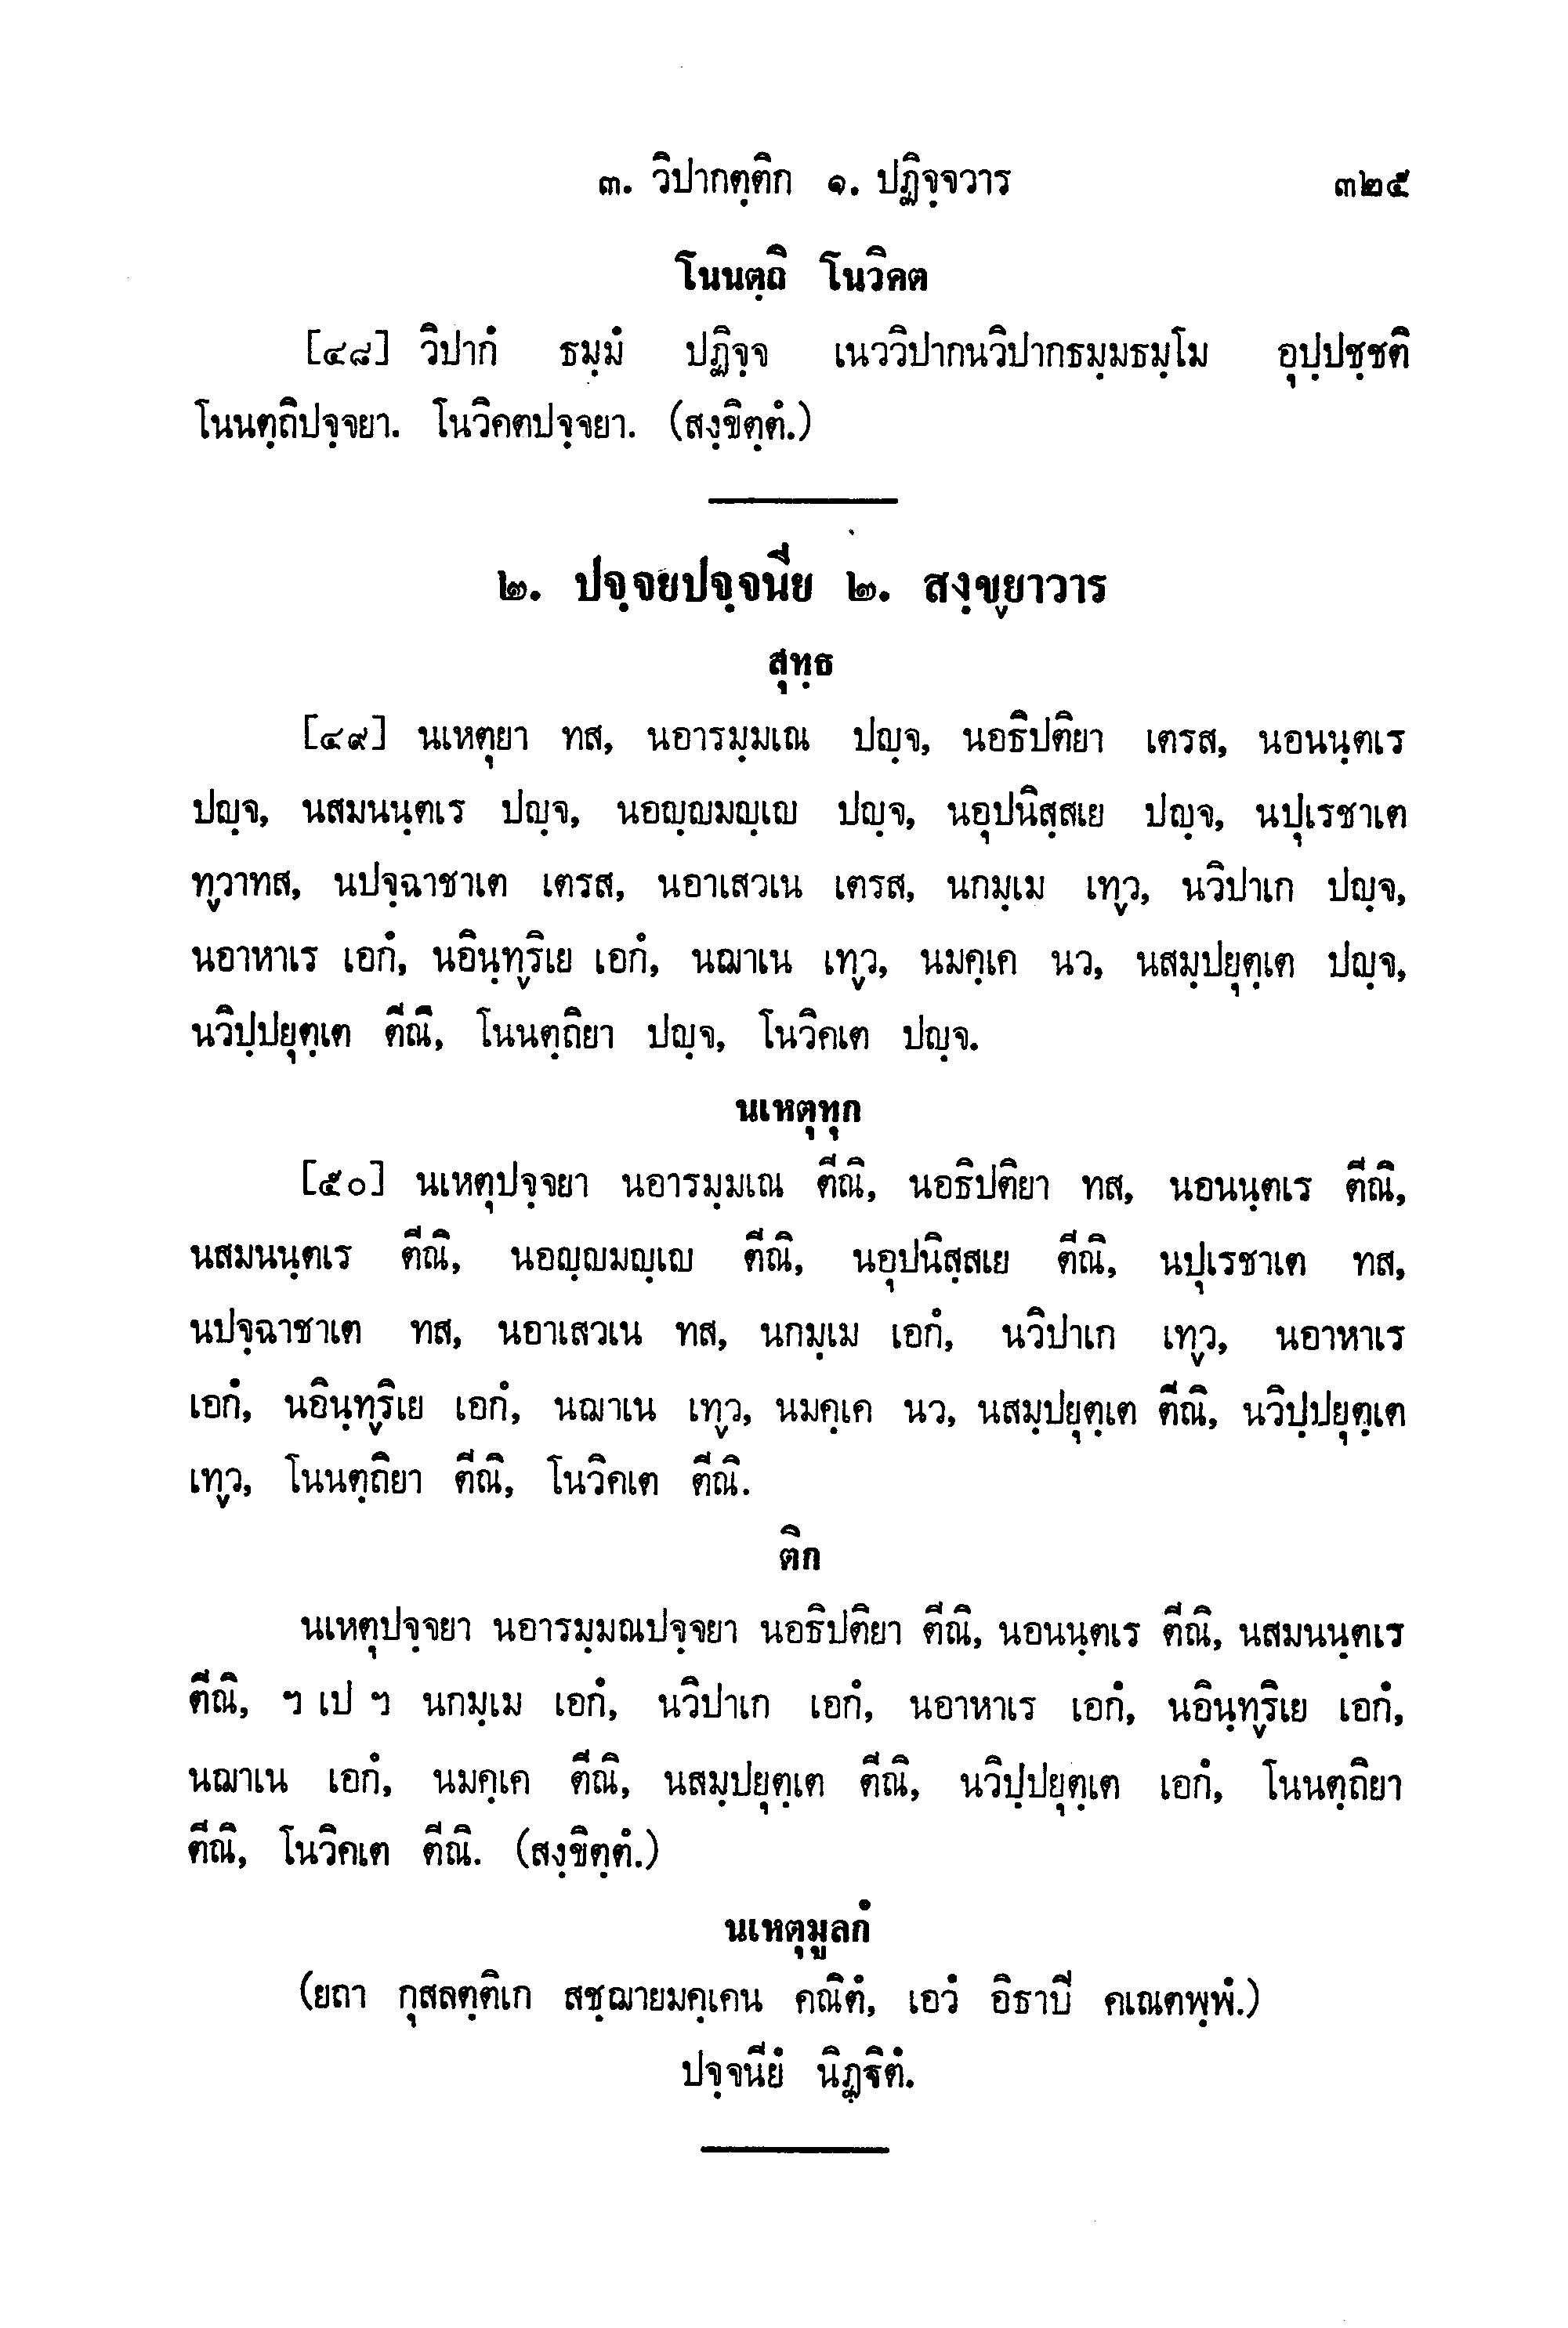 ๓. วิปากตฺติก ๑. ปฏิจฺจวาร ๓๒๕
โนนตฺถิ โนวิคต
[๔๘] วิปากํ ธมฺมํ ปฏิจฺจ เนววิปากนวิปากธมฺมธมฺโม อุปฺปชฺชติ
โนนตฺถิปจฺจยา. โนวิคตปจฺจยา. (สงฺขิตฺตํ.)
๒. ปจฺจยปจฺจนีย ๒. สงฺขฺยาวาร
สุทฺธ
[๔๙] นเหตุยา ทส, นอารมฺมเณ ปญฺจ, นอธิปติยา เตรส, นอนนฺตเร
ปญฺจ, นสมนนฺตเร ปญฺจ, นอญฺญมญฺเญ ปญฺจ, นอุปนิสฺสเย ปญฺจ, นปุเรชาเต
ทฺวาทส, นปจฺฉาชาเต เตรส, นอาเสวเน เตรส, นกมฺเม เทฺว, นวิปาเก ปญฺจ,
นอาหาเร เอกํ, นอินฺทฺริเย เอกํ, นฌาเน เทฺว, นมคฺเค นว, นสมฺปยุตฺเต ปญฺจ,
นวิปฺปยุตฺเต ตีณิ, โนนตฺถิยา ปญฺจ, โนวิคเต ปญฺจ.
นเหตุทุก
[๕๐] นเหตุปจฺจยา นอารมฺมเณ ตีณิ, นอธิปติยา ทส, นอนนฺตเร ตีณิ,
นสมนนฺตเร ตีณิ, นอญฺญมญฺเญ ตีณิ, นอุปนิสฺสเย ตีณิ, นปุเรชาเต ทส,
นปจฺฉาชาเต ทส, นอาเสวเน ทส, นกมฺเม เอกํ, นวิปาเก เทฺว, นอาหาเร
เอกํ, นอินฺทฺริเย เอกํ, นฌาเน เทฺว, นมคฺเค นว, นสมฺปยุตฺเต ตีณิ, นวิปฺปยุตฺเต
เทฺว, โนนตฺถิยา ตีณิ, โนวิคเต ตีณิ.
ติก
นเหตุปจฺจยา นอารมฺมณปจฺจยา นอธิปติยา ตีณิ, นอนนฺตเร ตีณิ, นสมนนฺตเร
ตีณิ, ฯ เป ฯ นกมฺเม เอกํ, นวิปาเก เอกํ, นอาหาเร เอกํ, นอินฺทฺริเย เอกํ,
นฌาเน เอกํ, นมคฺเค ตีณิ, นสมฺปยุตฺเต ตีณิ, นวิปฺปยุตฺเต เอกํ, โนนตฺถิยา
ตีณิ, โนวิคเต ตีณิ. (สงฺขิตฺตํ.)
นเหตุมูลกํ
(ยถา กุสลตฺติเก สชฺฌายมคฺเคน คณิตํ, เอวํ อิธาปี คเณตพฺพํ.)
ปจฺจนียํ นิฏฺฐิตํ.